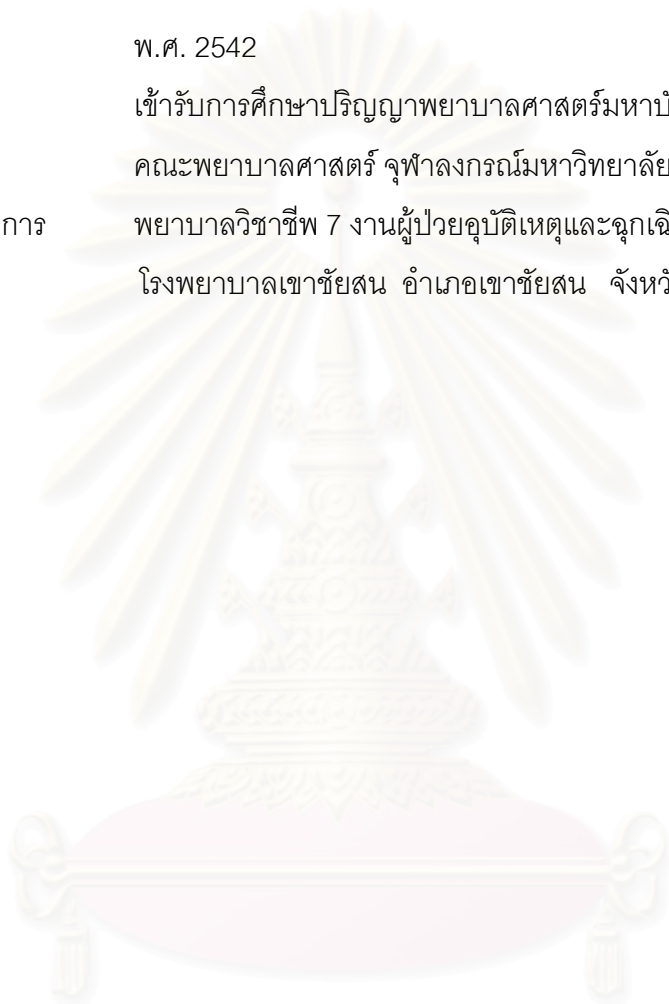 พ.ศ. 2542
เข้ารับการศึกษาปริญญาพยาบาลศาสตร์มหาบั
คณะพยาบาลศาสตร์ จุฬาลงกรณ์มหาวิทยาลัย
การ พยาบาลวิชาชีพ 7 งานผู้ป่วยอุบัติเหตุและฉุกเฉิ
โรงพยาบาลเขาชัยสน อำเภอเขาชัยสน จังหวั